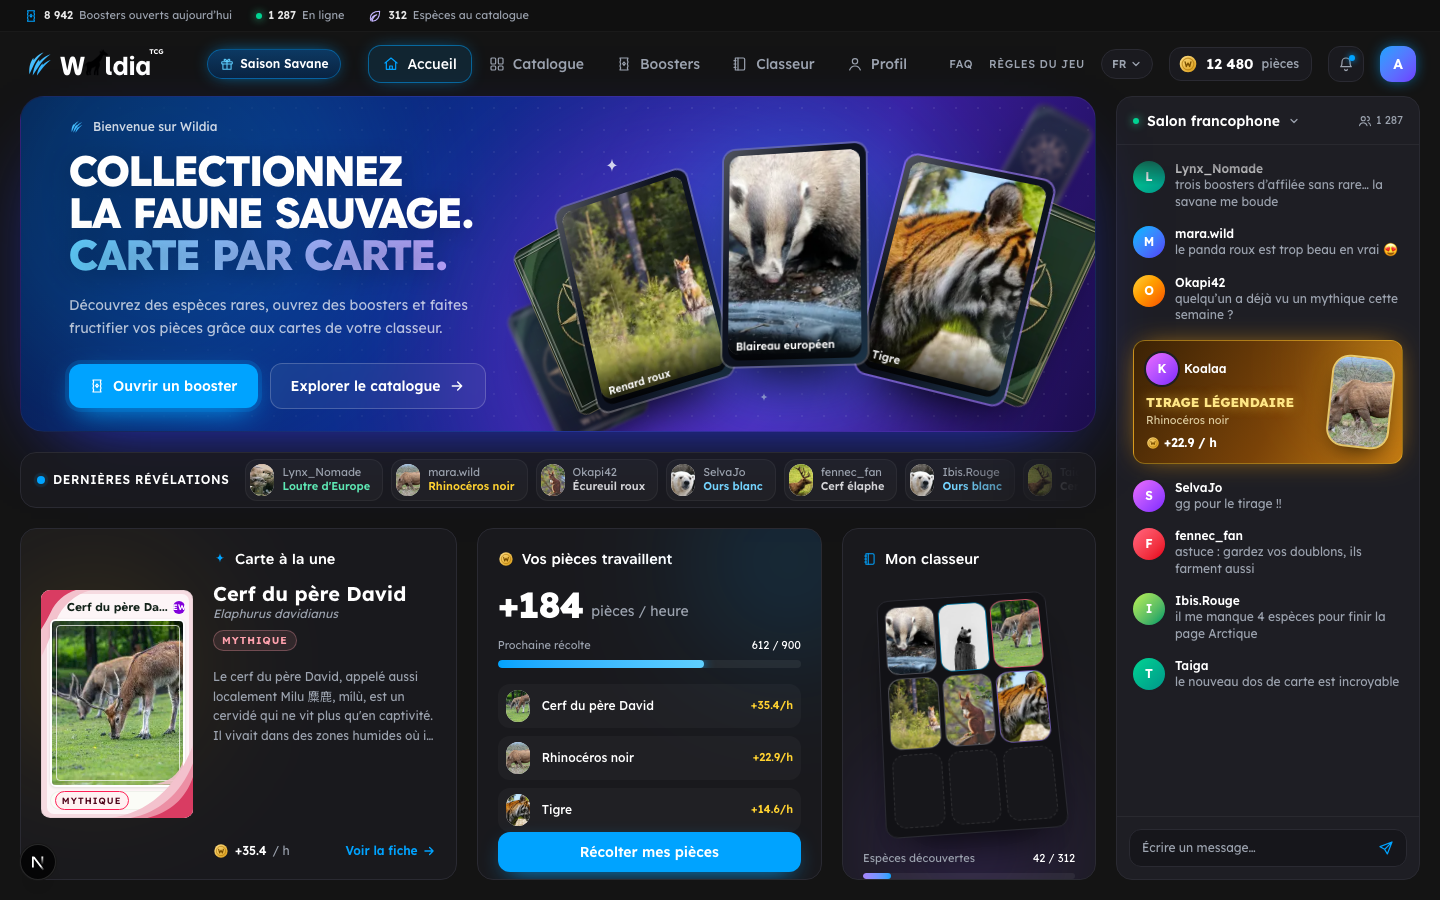 8 942 Boosters ouverts aujourd'hui
1 287 En ligne
312 Espèces au catalogue
W ldia TCG
Saison Savane
Accueil
Catalogue
Boosters
Classeur
Profil
FAQ
RÈGLES DU JEU
FR
12 480 pièces
A
Bienvenue sur Wildia
COLLECTIONNEZ
LA FAUNE SAUVAGE.
CARTE PAR CARTE.
Découvrez des espèces rares, ouvrez des boosters et faites
fructifier vos pièces grâce aux cartes de votre classeur.
Ouvrir un booster
Explorer le catalogue →
Renard roux
Blaireau européen
Tigre
DERNIÈRES RÉVÉLATIONS
Lynx_Nomade
Loutre d'Europe
mara.wild
Rhinocéros noir
Okapi42
Écureuil roux
SelvaJo
Ours blanc
fennec_fan
Cerf élaphe
Ibis.Rouge
Ours blanc
Carte à la une
Cerf du père Da...
Cerf du père David
Elaphurus davidianus
MYTHIQUE
Le cerf du père David, appelé aussi
localement Milu 麋鹿, mílù, est un
cervidé qui ne vit plus qu'en captivité.
Il vivait dans des zones humides où i...
MYTHIQUE
+35.4 / h
Voir la fiche →
N
Vos pièces travaillent
+184 pièces / heure
Prochaine récolte 612 / 900
Cerf du père David +35.4/h
Rhinocéros noir +22.9/h
Tigre +14.6/h
Récolter mes pièces
Mon classeur
Espèces découvertes 42 / 312
Salon francophone
1 287
L
Lynx_Nomade
trois boosters d'affilée sans rare... la
savane me boude
M
mara.wild
le panda roux est trop beau en vrai 😍
O
Okapi42
quelqu'un a déjà vu un mythique cette
semaine ?
K
Koalaa
TIRAGE LÉGENDAIRE
Rhinocéros noir
+22.9 / h
S
SelvaJo
gg pour le tirage !!
F
fennec_fan
astuce : gardez vos doublons, ils
farment aussi
I
Ibis.Rouge
il me manque 4 espèces pour finir la
page Arctique
T
Taiga
le nouveau dos de carte est incroyable
Écrire un message...